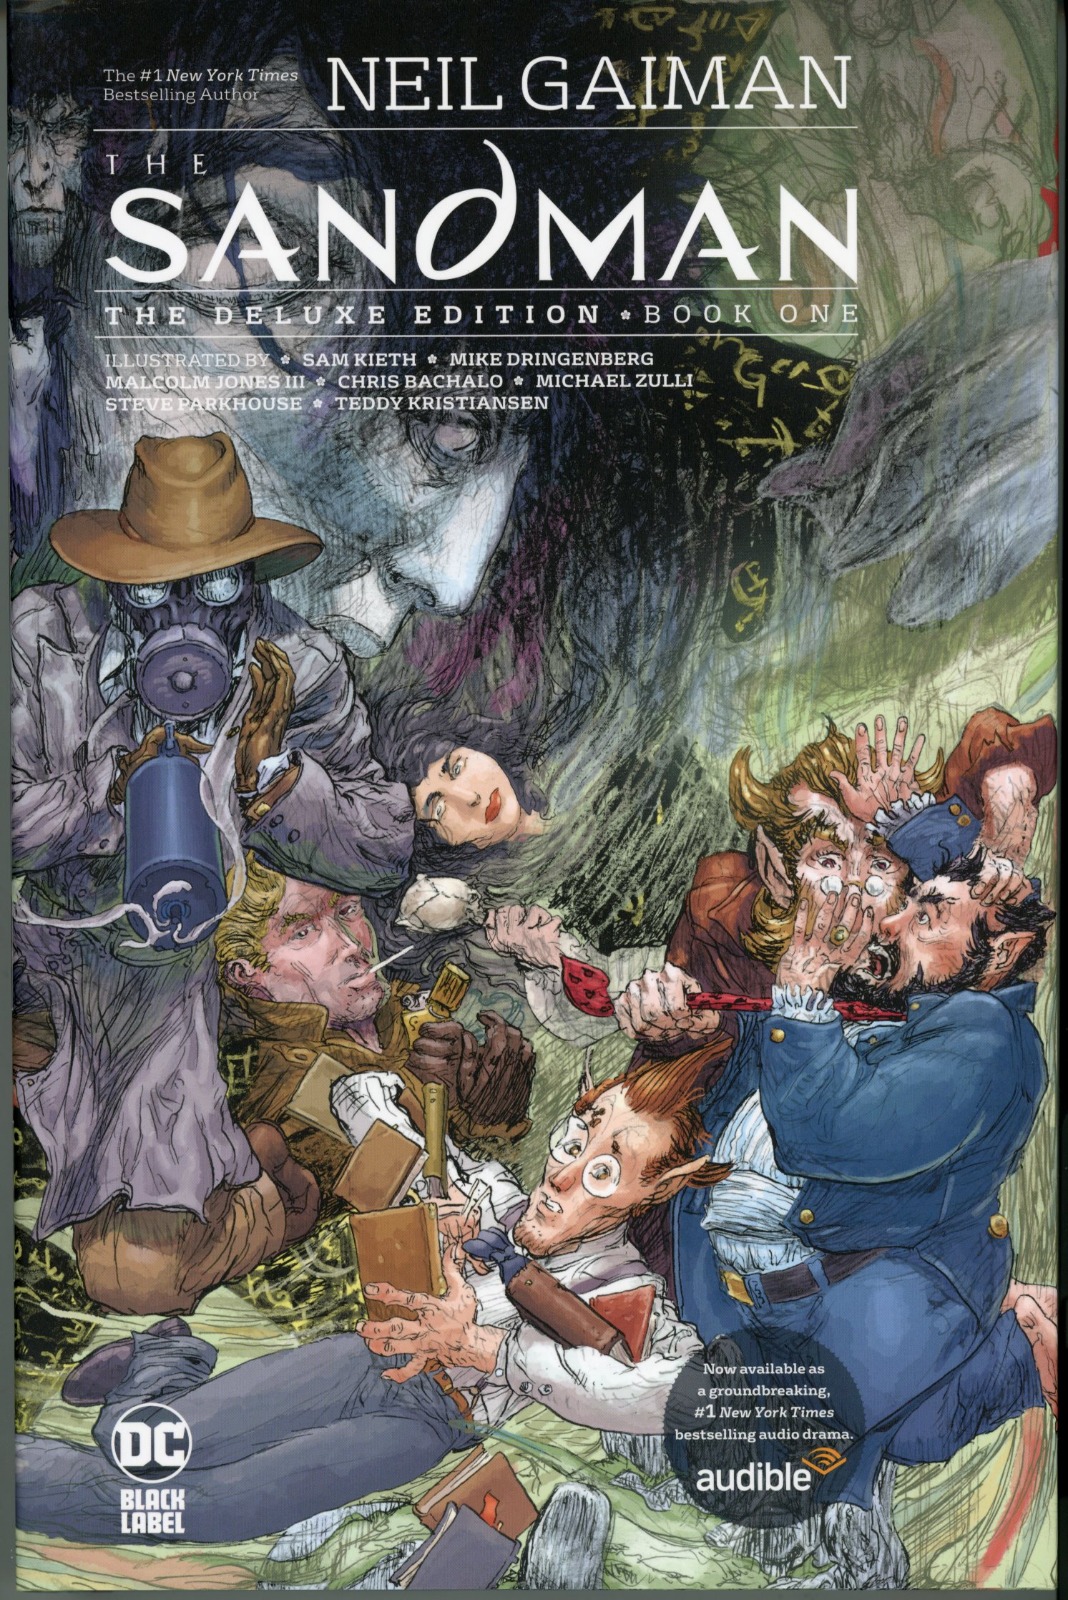 The #1 New York Times
Bestselling Author
NEIL GAIMAN
THE
SANDMAN
THE DELUXE EDITION * BOOK ONE
ILLUSTRATED BY * SAM KIETH * MIKE DRINGENBERG
MALCOLM JONES III * CHRIS BACHALO * MICHAEL ZULLI
STEVE PARKHOUSE * TEDDY KRISTIANSEN
Now available as
a groundbreaking,
#1 New York Times
bestselling audio drama.
audible
DC
BLACK
LABEL